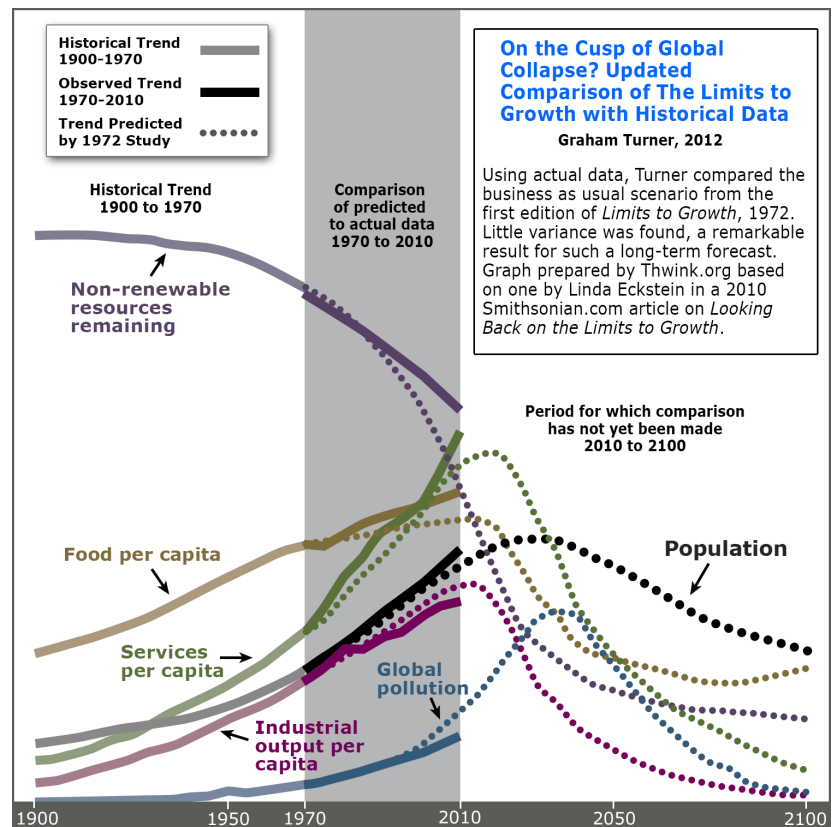 Historical Trend
1900-1970
Observed Trend
1970-2010
Trend Predicted
by 1972 Study
On the Cusp of Global
Collapse? Updated
Comparison of The Limits to
Growth with Historical Data
Graham Turner, 2012
Using actual data, Turner compared the
business as usual scenario from the
first edition of Limits to Growth, 1972.
Little variance was found, a remarkable
result for such a long-term forecast.
Graph prepared by Thwink.org based
on one by Linda Eckstein in a 2010
Smithsonian.com article on Looking
Back on the Limits to Growth.
Historical Trend
1900 to 1970
Comparison
of predicted
to actual data
1970 to 2010
Non-renewable
resources
remaining
Period for which comparison
has not yet been made
2010 to 2100
Food per capita
Population
Services
per capita
Global
pollution
Industrial
output per
capita
1900 1950 1970 2010 2050 2100